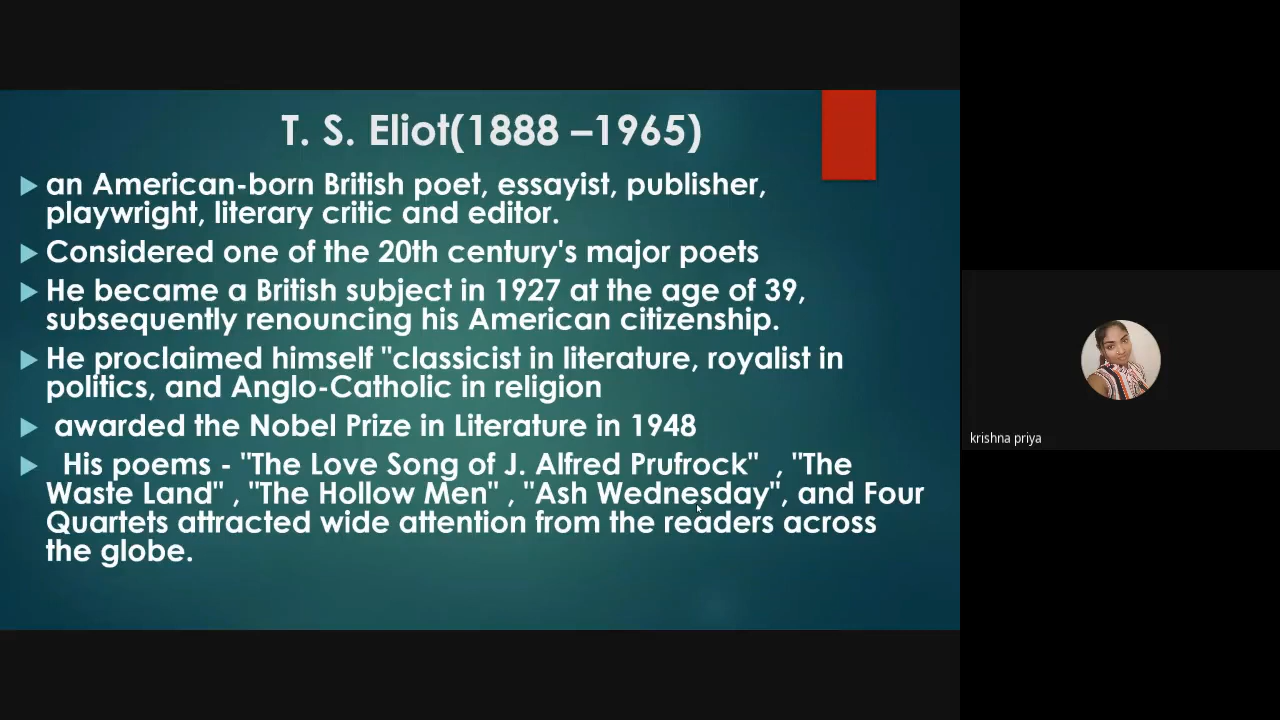 T. S. Eliot(1888 –1965)
an American-born British poet, essayist, publisher,
playwright, literary critic and editor.
Considered one of the 20th century's major poets
He became a British subject in 1927 at the age of 39,
subsequently renouncing his American citizenship.
He proclaimed himself "classicist in literature, royalist in
politics, and Anglo-Catholic in religion
awarded the Nobel Prize in Literature in 1948
His poems - "The Love Song of J. Alfred Prufrock"  , "The
Waste Land" , "The Hollow Men" , "Ash Wednesday", and Four
Quartets attracted wide attention from the readers across
the globe.
krishna priya